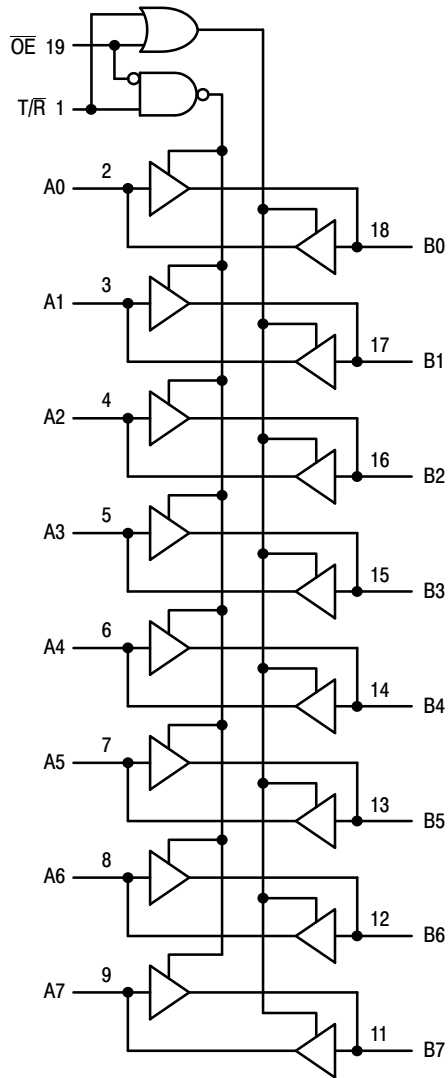 O̅E̅ 19
T/R̅ 1
A0 2
18 B0
A1 3
17 B1
A2 4
16 B2
A3 5
15 B3
A4 6
14 B4
A5 7
13 B5
A6 8
12 B6
A7 9
11 B7